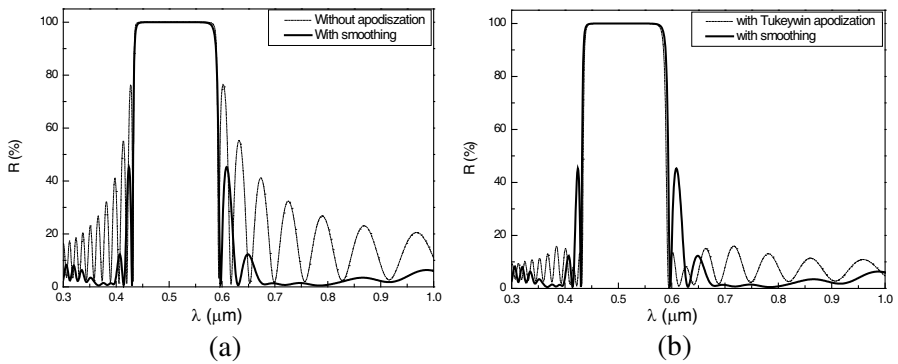 Without apodiszation
With smoothing
R (%)
100
80
60
40
20
0
0.3 0.4 0.5 0.6 0.7 0.8 0.9 1.0
λ (μm)
(a)
with Tukeywin apodization
with smoothing
R (%)
100
80
60
40
20
0
0.3 0.4 0.5 0.6 0.7 0.8 0.9 1.0
λ (μm)
(b)